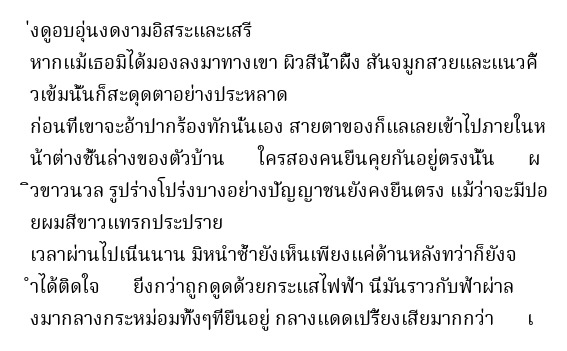 ่งดูอบอุ่นงดงามอิสระและเสรี
หากแม้เธอมิได้มองลงมาทางเขา ผิวสีน้ำผึ้ง สันจมูกสวยและแนวคิ้
วเข้มนั้นก็สะดุดตาอย่างประหลาด
ก่อนที่เขาจะอ้าปากร้องทักนั่นเอง สายตาของก็แลเลยเข้าไปภายในห
น้าต่างชั้นล่างของตัวบ้าน ใครสองคนยืนคุยกันอยู่ตรงนั้น ผ
ิวขาวนวล รูปร่างโปร่งบางอย่างปัญญาชนยังคงยืนตรง แม้ว่าจะมีปอ
ยผมสีขาวแทรกประปราย
เวลาผ่านไปเนิ่นนาน มิหนำซ้ำยังเห็นเพียงแค่ด้านหลังทว่าก็ยังจ
ำได้ติดใจ ยิ่งกว่าถูกดูดด้วยกระแสไฟฟ้า นี่มันราวกับฟ้าผ่าล
งมากลางกระหม่อมทั้งๆที่ยืนอยู่ กลางแดดเปรี้ยงเสียมากกว่า เ